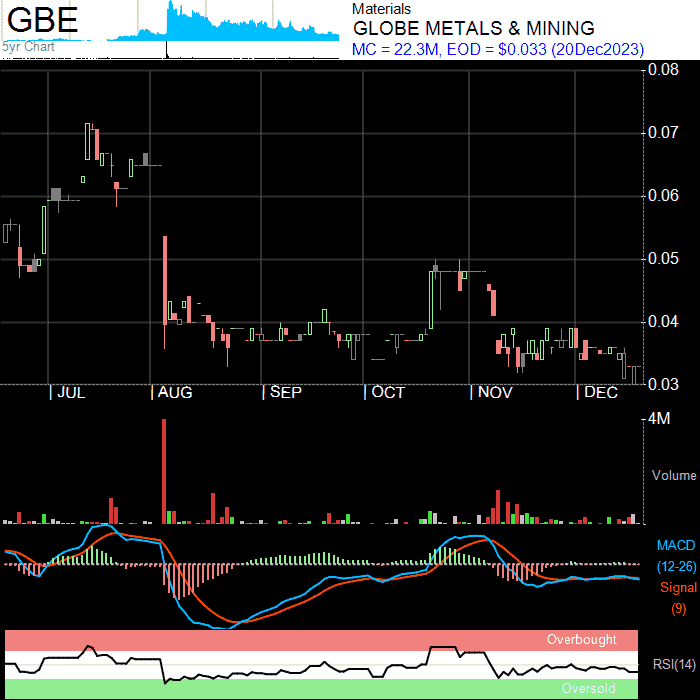 GBE
5yr Chart
Materials
GLOBE METALS & MINING
MC = 22.3M, EOD = $0.033 (20Dec2023)
0.08
0.07
0.06
0.05
0.04
0.03
JUL AUG SEP OCT NOV DEC
4M
Volume
MACD
(12-26)
Signal
(9)
Overbought
RSI(14)
Oversold